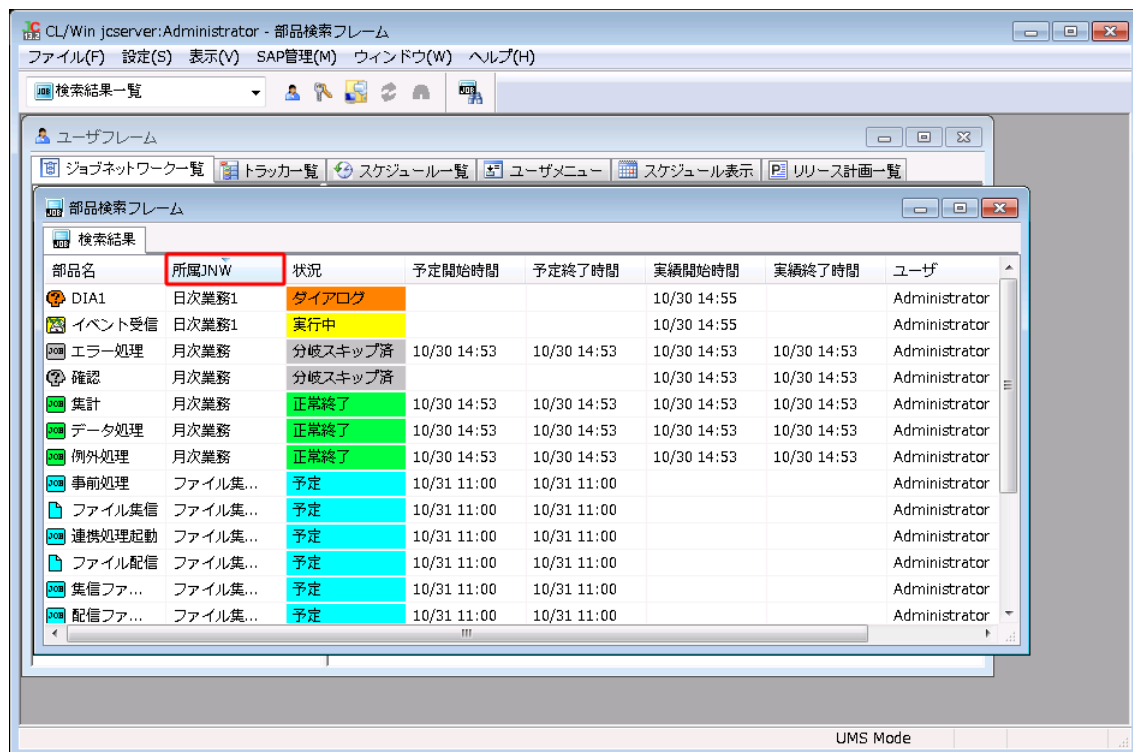 CL/Win jcserver:Administrator - 部品検索フレーム
ファイル(F) 設定(S) 表示(V) SAP管理(M) ウィンドウ(W) ヘルプ(H)
検索結果一覧
ユーザフレーム
ジョブネットワーク一覧 トラッカ一覧 スケジュール一覧 ユーザメニュー スケジュール表示 リリース計画一覧
部品検索フレーム
検索結果
部品名 所属JNW 状況 予定開始時間 予定終了時間 実績開始時間 実績終了時間 ユーザ
DIA1 日次業務1 ダイアログ 10/30 14:55 Administrator
イベント受信 日次業務1 実行中 10/30 14:55 Administrator
JOB エラー処理 月次業務 分岐スキップ済 10/30 14:53 10/30 14:53 10/30 14:53 10/30 14:53 Administrator
確認 月次業務 分岐スキップ済 10/30 14:53 10/30 14:53 Administrator
JOB 集計 月次業務 正常終了 10/30 14:53 10/30 14:53 10/30 14:53 10/30 14:53 Administrator
JOB データ処理 月次業務 正常終了 10/30 14:53 10/30 14:53 10/30 14:53 10/30 14:53 Administrator
JOB 例外処理 月次業務 正常終了 10/30 14:53 10/30 14:53 10/30 14:53 10/30 14:53 Administrator
JOB 事前処理 ファイル集... 予定 10/31 11:00 10/31 11:00 Administrator
ファイル集信 ファイル集... 予定 10/31 11:00 10/31 11:00 Administrator
JOB 連携処理起動 ファイル集... 予定 10/31 11:00 10/31 11:00 Administrator
ファイル配信 ファイル集... 予定 10/31 11:00 10/31 11:00 Administrator
JOB 集信ファ... ファイル集... 予定 10/31 11:00 10/31 11:00 Administrator
JOB 配信ファ... ファイル集... 予定 10/31 11:00 10/31 11:00 Administrator
UMS Mode